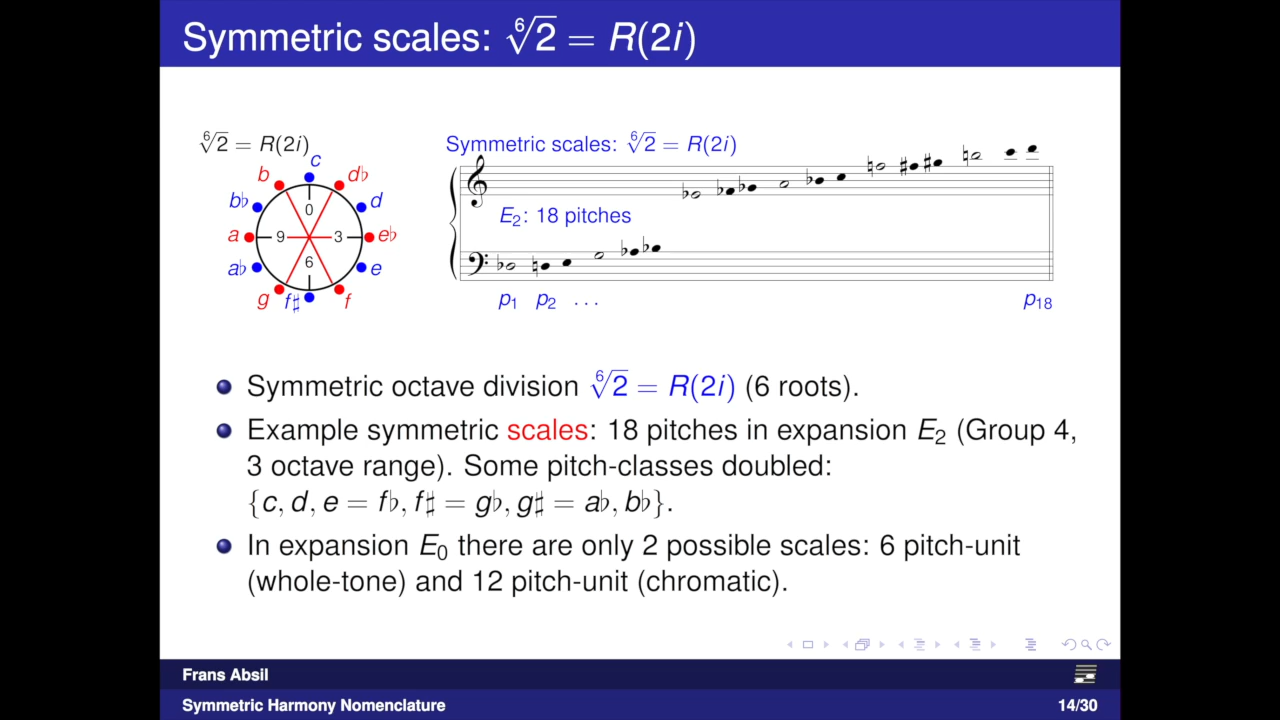 Symmetric scales: ⁶√2 = R(2i)
⁶√2 = R(2i)
c
b
d♭
b♭
d
0
a
9
3
e♭
a♭
6
e
g
f♯
f
Symmetric scales: ⁶√2 = R(2i)
E₂: 18 pitches
p₁ p₂ ... p₁₈
Symmetric octave division ⁶√2 = R(2i) (6 roots).
Example symmetric scales: 18 pitches in expansion E₂ (Group 4,
3 octave range). Some pitch-classes doubled:
{c, d, e = f♭, f♯ = g♭, g♯ = a♭, b♭}.
In expansion E₀ there are only 2 possible scales: 6 pitch-unit
(whole-tone) and 12 pitch-unit (chromatic).
Frans Absil
Symmetric Harmony Nomenclature 14/30